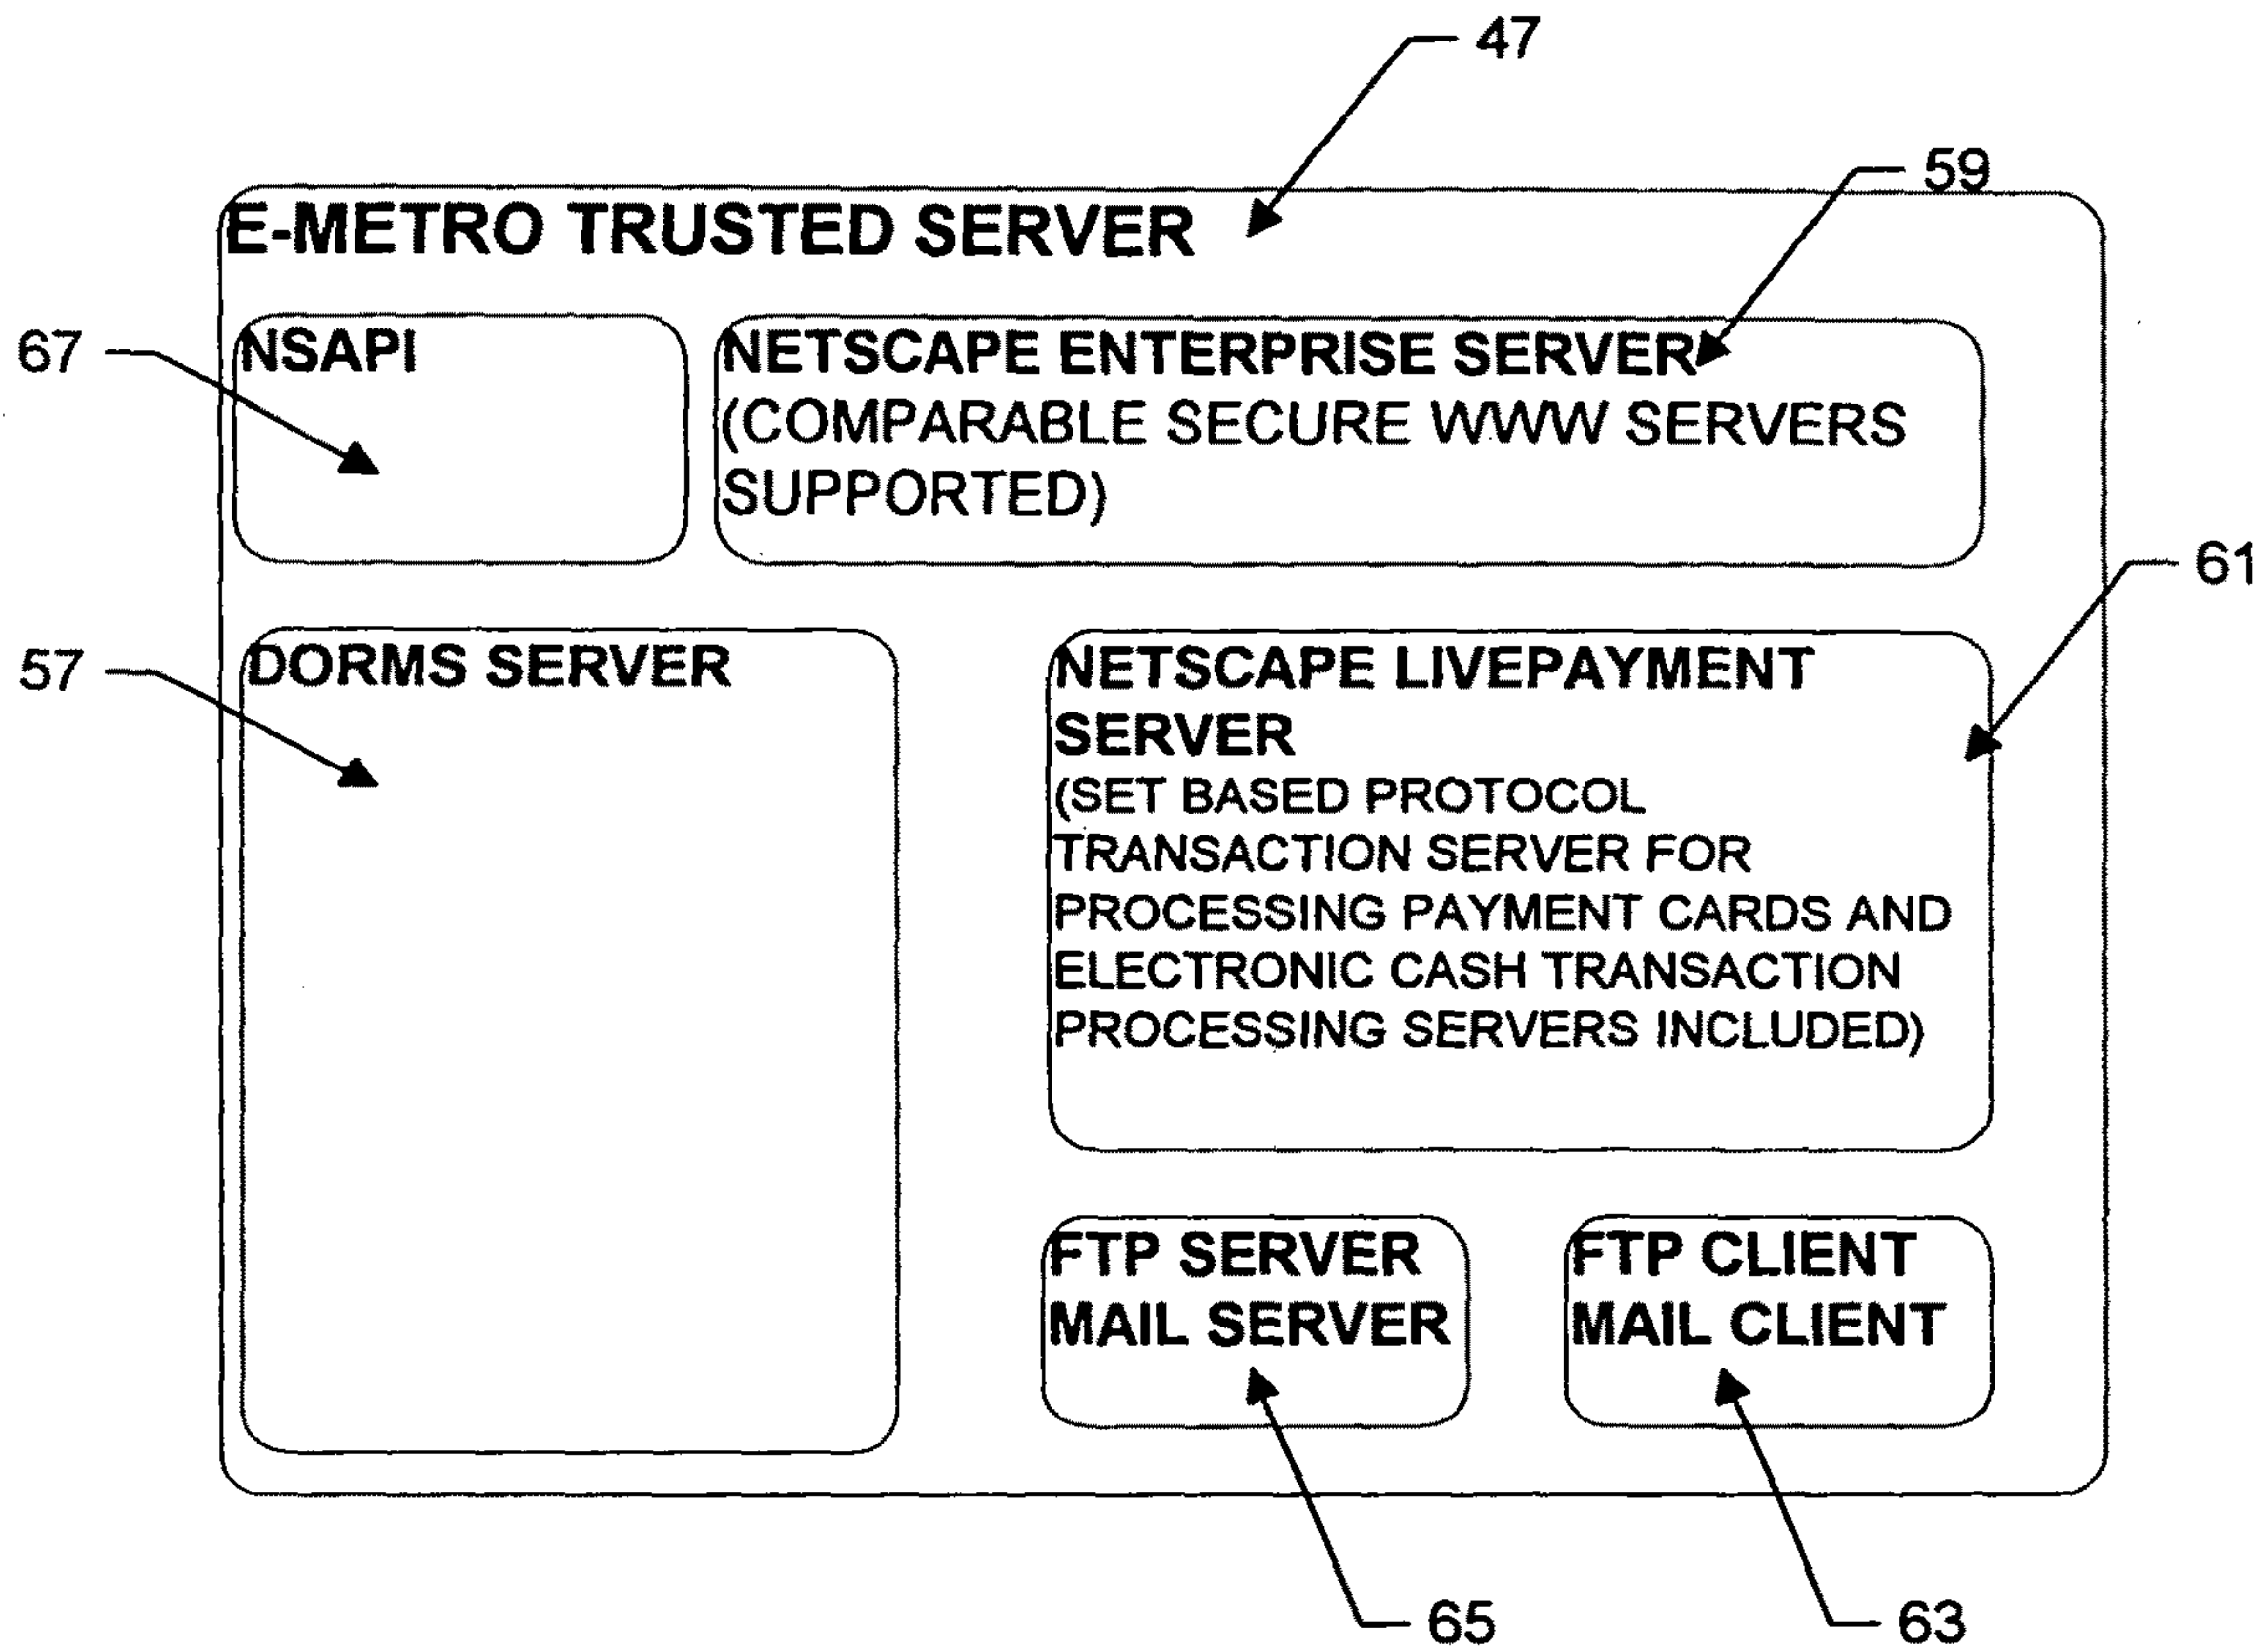 47
59
E-METRO TRUSTED SERVER
67
NSAPI
NETSCAPE ENTERPRISE SERVER
(COMPARABLE SECURE WWW SERVERS
SUPPORTED)
61
57
DORMS SERVER
NETSCAPE LIVEPAYMENT
SERVER
(SET BASED PROTOCOL
TRANSACTION SERVER FOR
PROCESSING PAYMENT CARDS AND
ELECTRONIC CASH TRANSACTION
PROCESSING SERVERS INCLUDED)
FTP SERVER
MAIL SERVER
FTP CLIENT
MAIL CLIENT
65
63